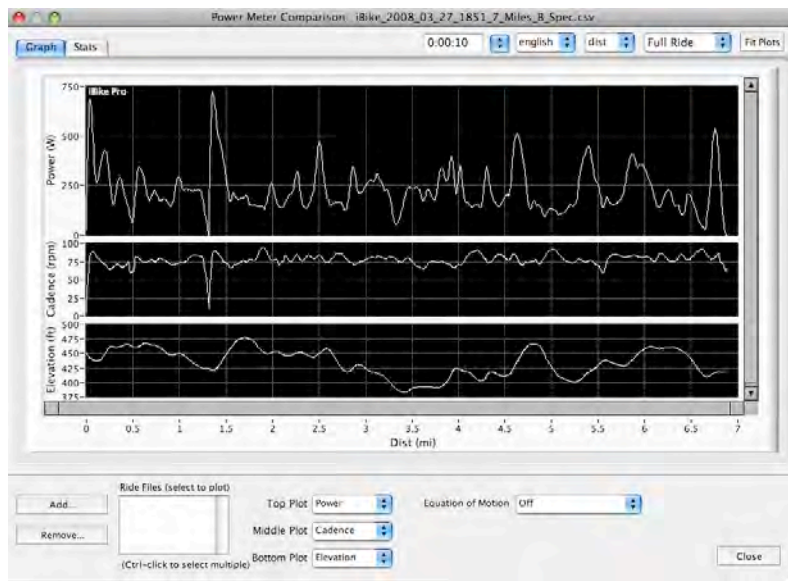 Power Meter Comparison iBike_2008_03_27_1851_7_Miles_B_Spec.csv
Graph Stats 0:00:10 english dist Full Ride Fit Plots
iBike Pro
Power (W)
750
500
250
0
Cadence (rpm)
100
75
50
25
0
Elevation (ft)
500
475
450
425
400
375
0 0.5 1 1.5 2 2.5 3 3.5 4 4.5 5 5.5 6 6.5 7
Dist (mi)
Ride Files (select to plot)
Add... Top Plot Power Equation of Motion Off
Remove... Middle Plot Cadence
(Ctrl-click to select multiple) Bottom Plot Elevation Close